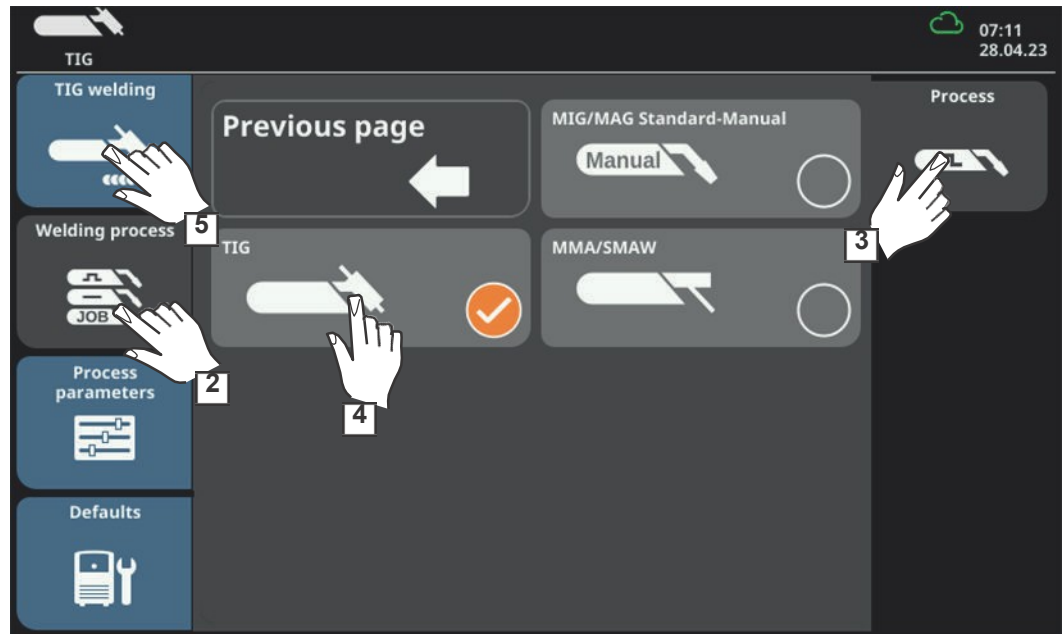 TIG
07:11
28.04.23
TIG welding
5
Welding process
JOB
2
Process
parameters
Defaults
Previous page
MIG/MAG Standard-Manual
Manual
TIG
4
MMA/SMAW
Process
3